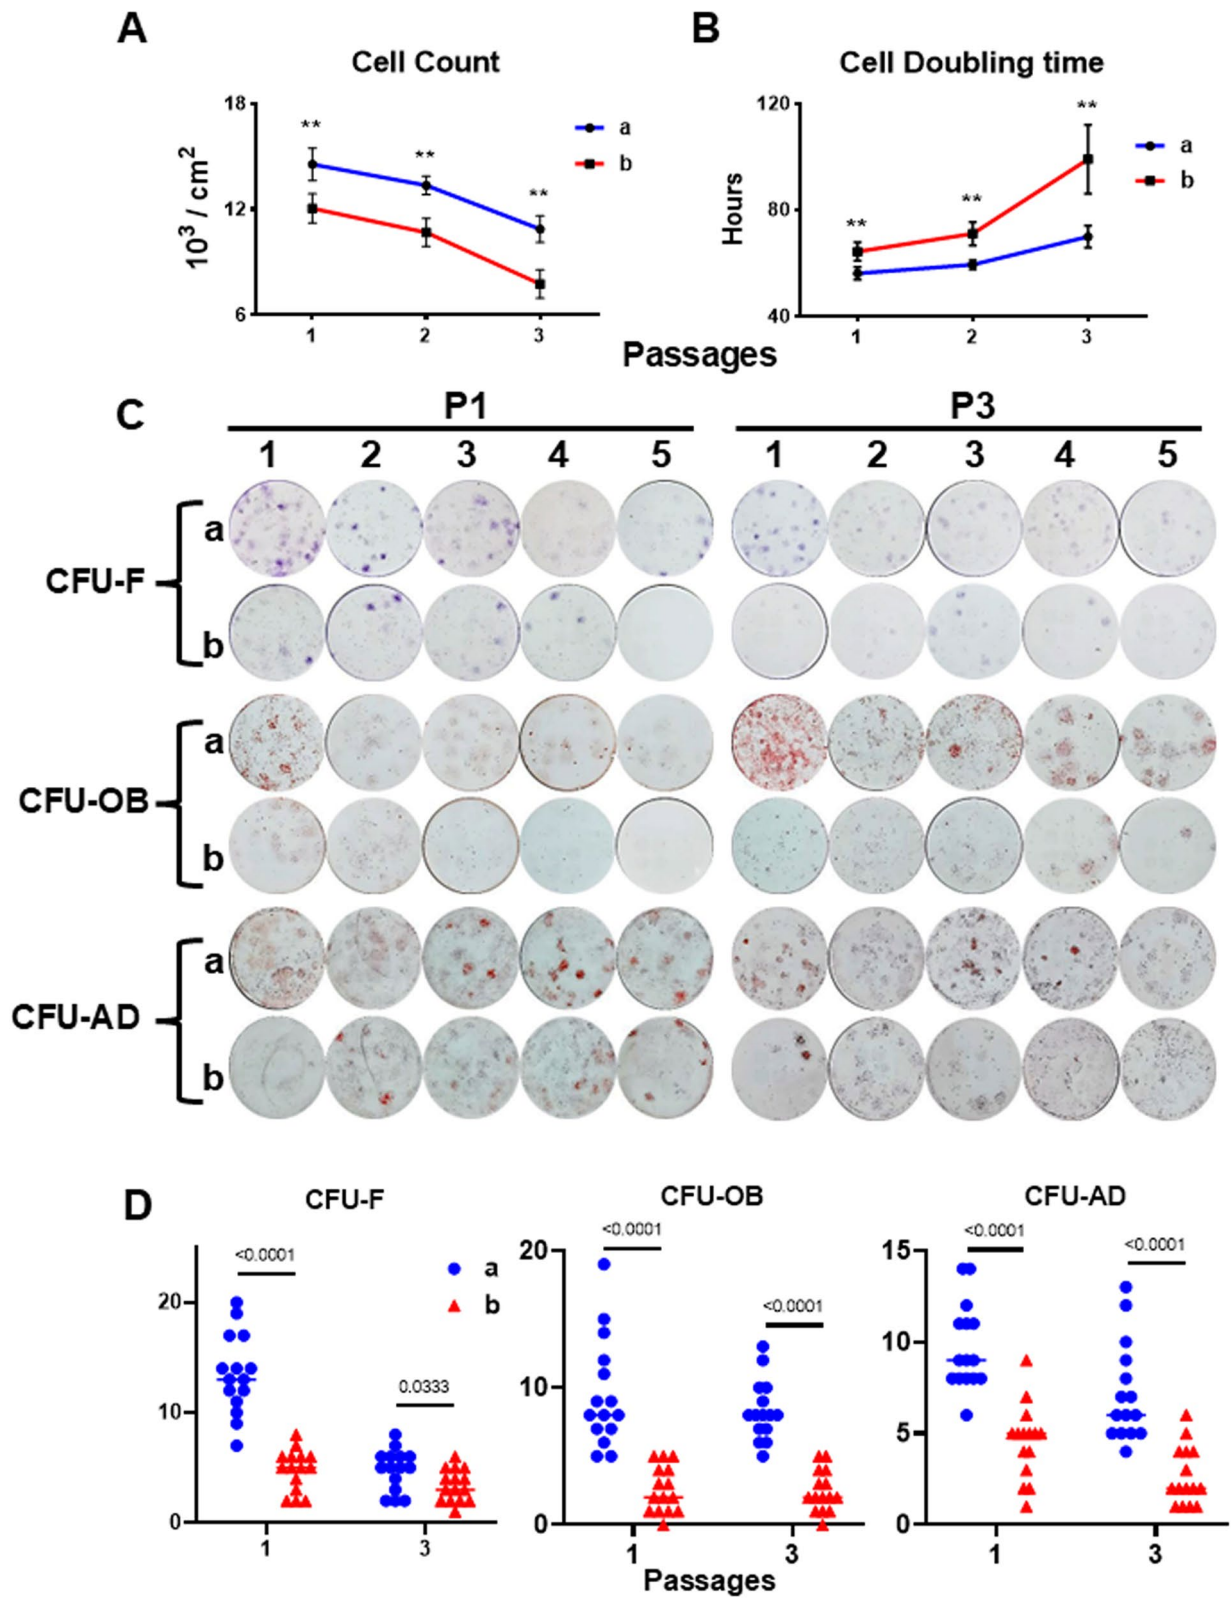 A
B
Cell Count
Cell Doubling time
18
12
6
10³ / cm²
**
**
**
a
b
1
2
3
120
80
40
Hours
**
**
**
a
b
1
2
3
Passages
C
P1
P3
1 2 3 4 5
1 2 3 4 5
CFU-F
a
b
CFU-OB
a
b
CFU-AD
a
b
D
CFU-F
CFU-OB
CFU-AD
20
10
0
<0.0001
0.0333
a
b
1
3
20
10
0
<0.0001
<0.0001
1
3
15
10
5
0
<0.0001
<0.0001
1
3
Passages